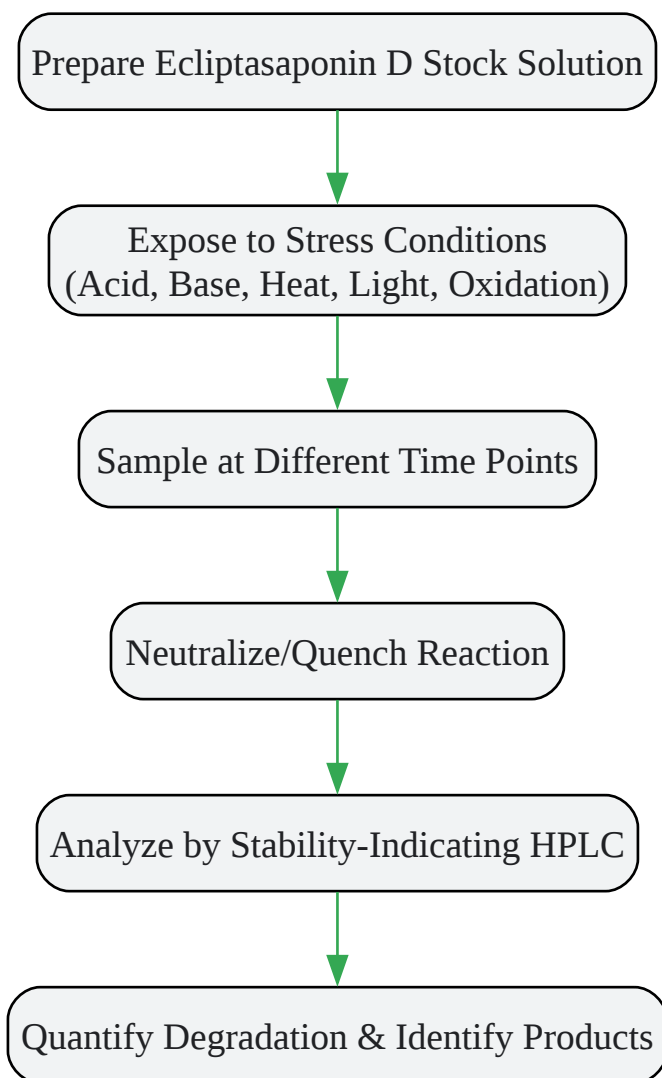 Prepare Ecliptasaponin D Stock Solution
Expose to Stress Conditions
(Acid, Base, Heat, Light, Oxidation)
Sample at Different Time Points
Neutralize/Quench Reaction
Analyze by Stability-Indicating HPLC
Quantify Degradation & Identify Products